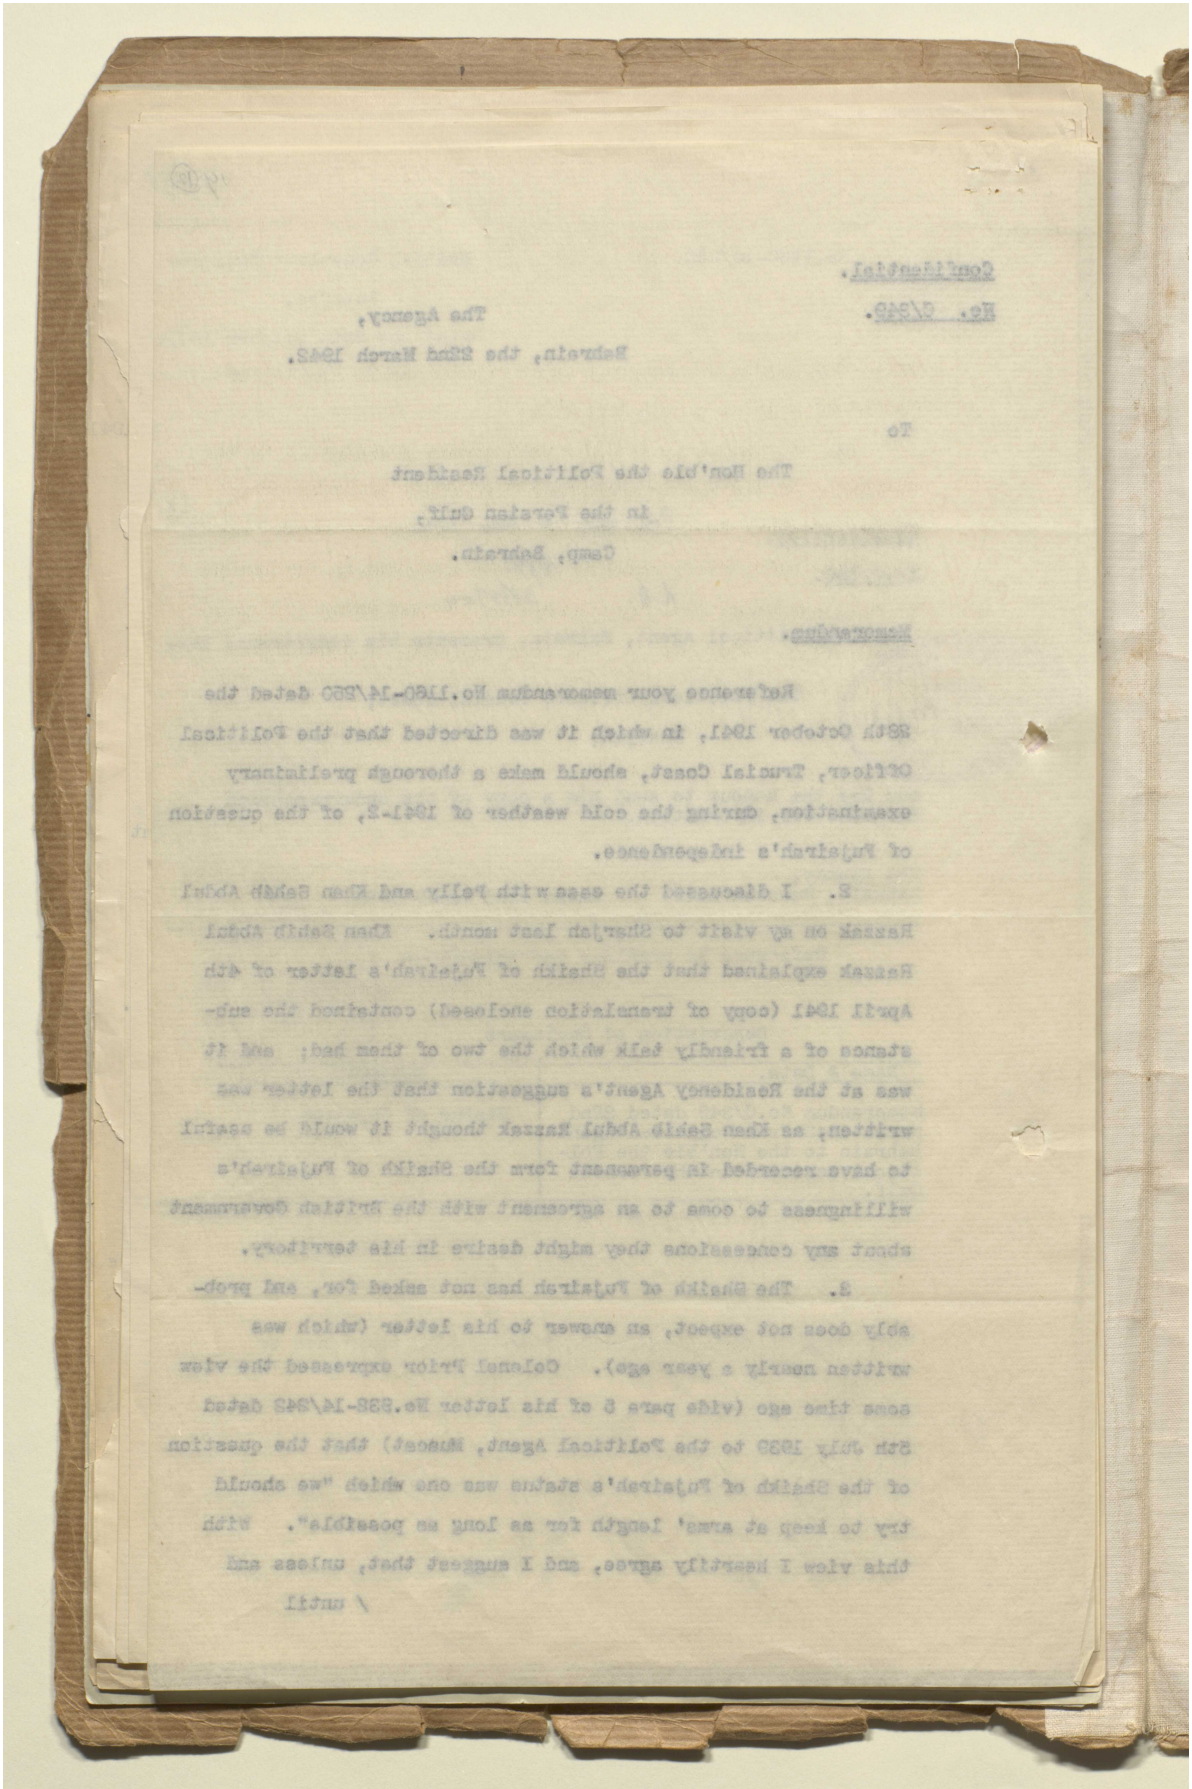 Confidential.
No. C/349.
The Agency,
Bahrain, the 22nd March 1942.
To
The Hon'ble the Political Resident
in the Persian Gulf,
Camp, Bahrain.
Memorandum.
Reference your memorandum No.1160-14/250 dated the
28th October 1941, in which it was directed that the Political
Officer, Trucial Coast, should make a thorough preliminary
examination, during the cold weather of 1941-2, of the question
of Fujairah's independence.
2. I discussed the case with Pelly and Khan Sahib Abdul
Razzak on my visit to Sharjah last month. Khan Sahib Abdul
Razzak explained that the Shaikh of Fujairah's letter of 4th
April 1941 (copy of translation enclosed) contained the sub-
stance of a friendly talk which the two of them had; and it
was at the Residency Agent's suggestion that the letter was
written, as Khan Sahib Abdul Razzak thought it would be useful
to have recorded in permanent form the Shaikh of Fujairah's
willingness to come to an agreement with the British Government
about any concessions they might desire in his territory.
3. The Shaikh of Fujairah has not asked for, and prob-
ably does not expect, an answer to his letter (which was
written nearly a year ago). Colonel Prior expressed the view
some time ago (vide para 5 of his letter No.-14/242 dated
5th July 1939 to the Political Agent, Muscat) that the question
of the Shaikh of Fujairah's status was one which "we should
try to keep at arms' length for as long as possible". With
this view I heartily agree, and I suggest that, unless and
/ until